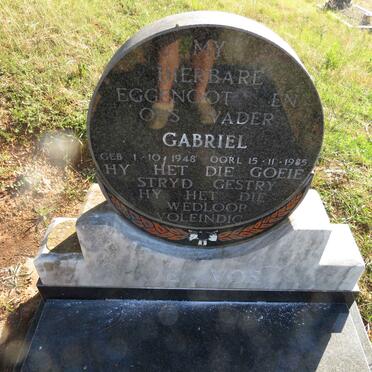 MY
DIERBARE
EGGENOOT EN
ONS VADER
GABRIEL
GEB 1·10·1948 OORL 15·11·1985
HY HET DIE GOEIE
STRYD GESTRY
HY HET DIE
WEDLOOP
VOLEINDIG